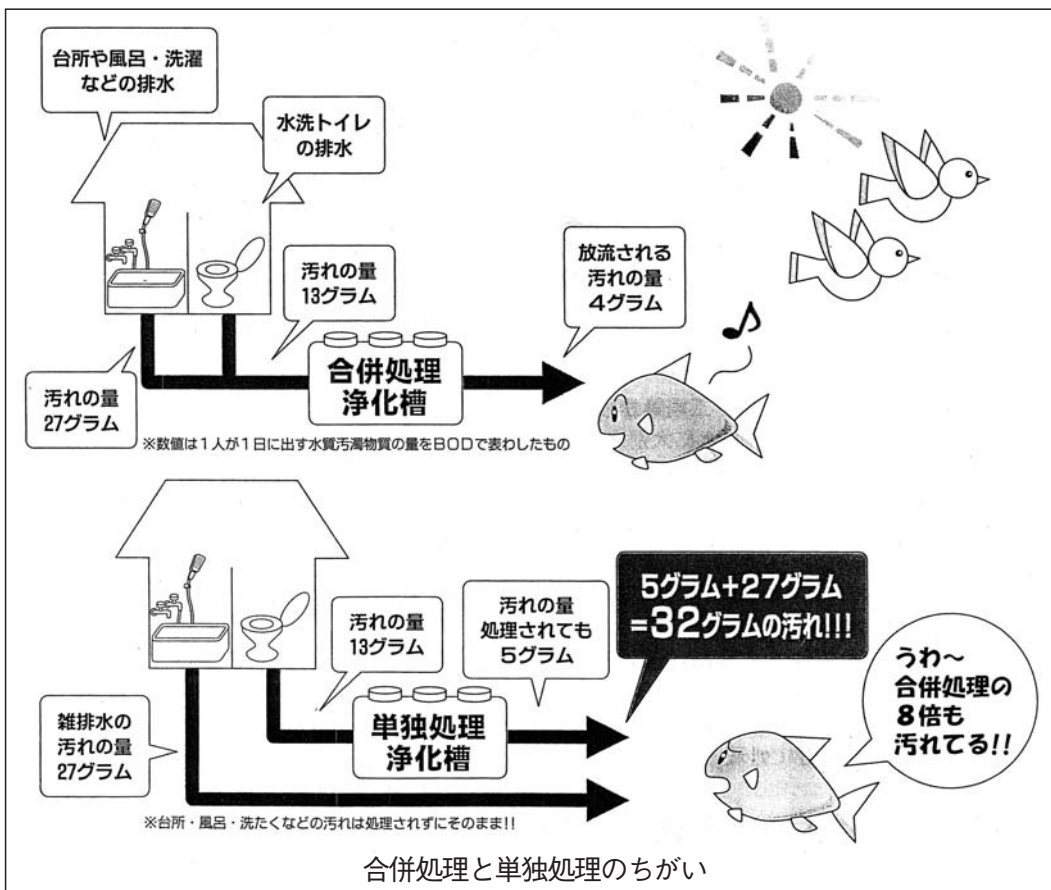 台所や風呂・洗濯
などの排水
水洗トイレ
の排水
汚れの量
13グラム
放流される
汚れの量
4グラム
合併処理
浄化槽
汚れの量
27グラム
※数値は1人が1日に出す水質汚濁物質の量をBODで表わしたもの
5グラム+27グラム
=32グラムの汚れ!!!
汚れの量
処理されても
5グラム
汚れの量
13グラム
うわ〜
合併処理の
8倍も
汚れてる!!
単独処理
浄化槽
雑排水の
汚れの量
27グラム
※台所・風呂・洗たくなどの汚れは処理されずにそのまま!!
合併処理と単独処理のちがい